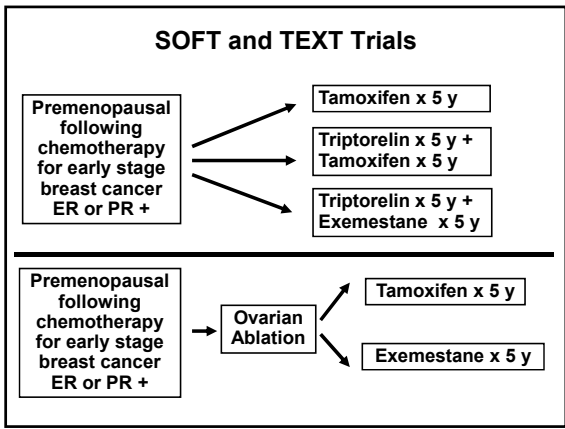 SOFT and TEXT Trials
Premenopausal
following
chemotherapy
for early stage
breast cancer
ER or PR +
Tamoxifen x 5 y
Triptorelin x 5 y +
Tamoxifen x 5 y
Triptorelin x 5 y +
Exemestane x 5 y
Premenopausal
following
chemotherapy
for early stage
breast cancer
ER or PR +
Ovarian
Ablation
Tamoxifen x 5 y
Exemestane x 5 y